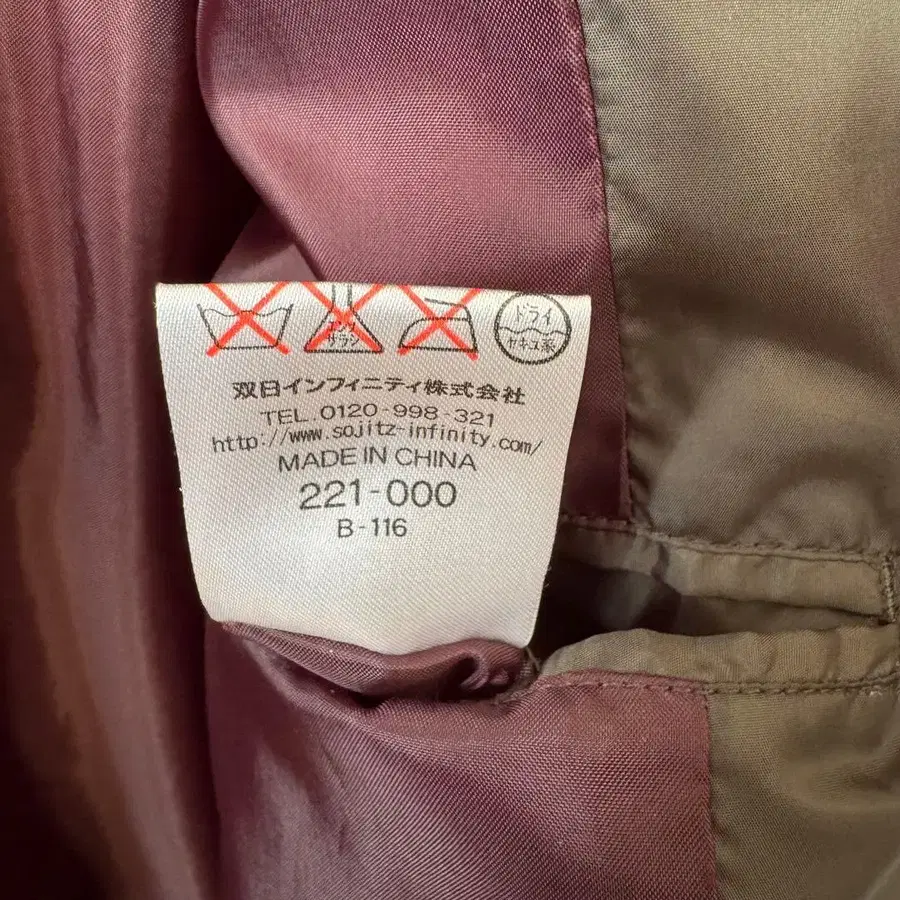 エンソ
サラシ
ドライ
セキユ系
双日インフィニティ株式会社
TEL.0120-998-321
http://www.sojitz-infinity.com/
MADE IN CHINA
221-000
B-116